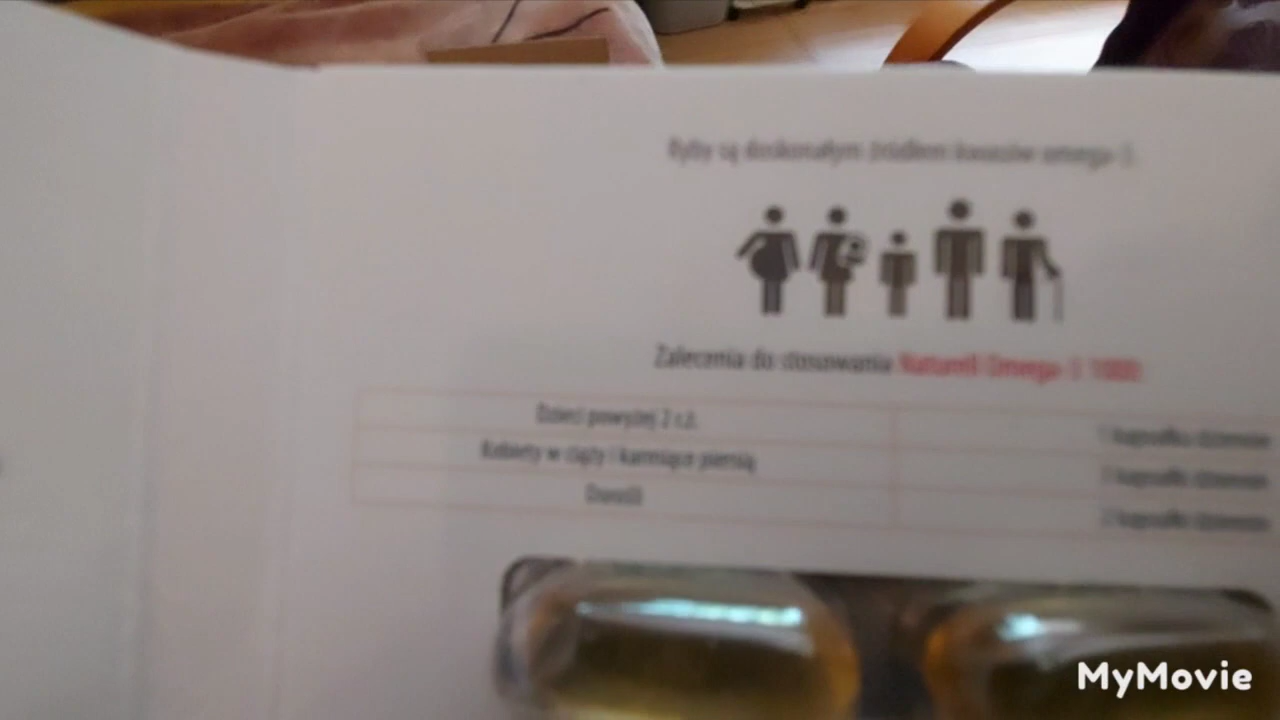 Ryby są doskonałym źródłem kwasów omega-3.
Zalecenia do stosowania Naturell Omega-3 1000
Dzieci powyżej 2 r.ż.
1 kapsułka dziennie
Kobiety w ciąży i karmiące piersią
kapsułki dziennie
Dorośli
2 kapsułki dziennie
MyMovie